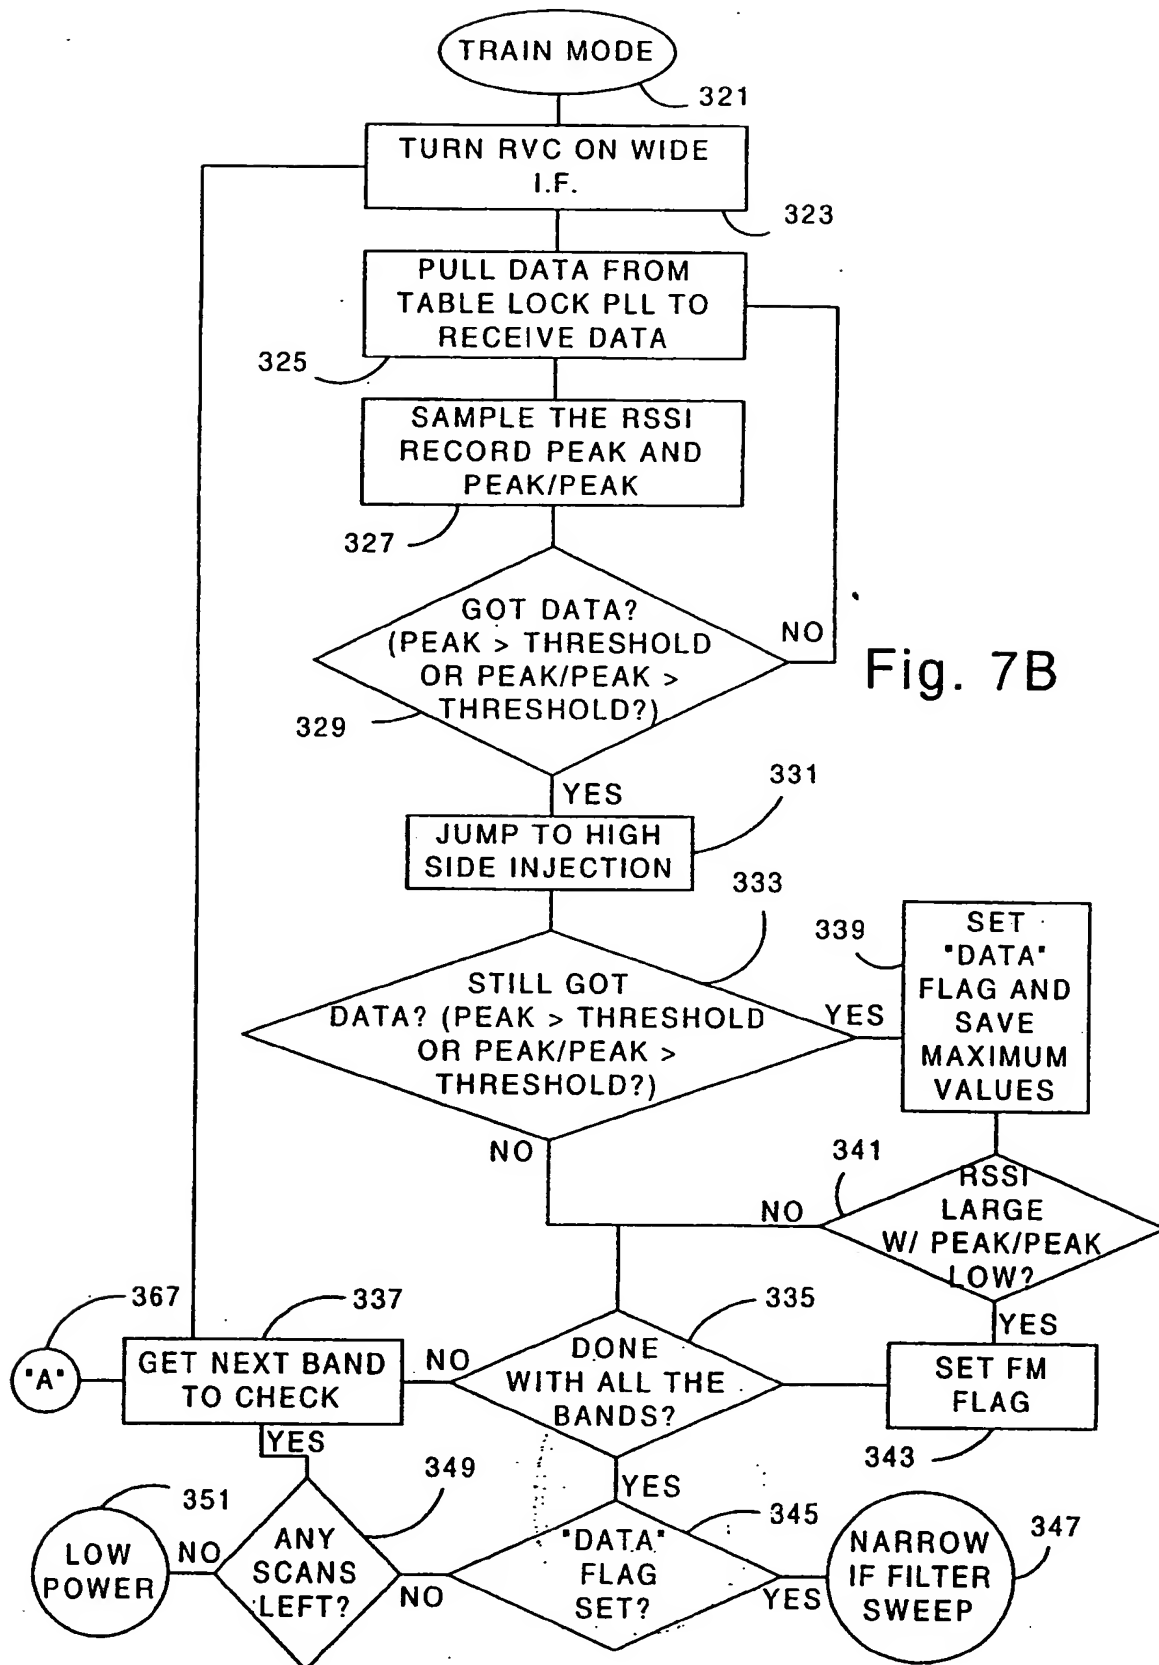 TRAIN MODE
321
TURN RVC ON WIDE
I.F.
323
PULL DATA FROM
TABLE LOCK PLL TO
RECEIVE DATA
325
SAMPLE THE RSSI
RECORD PEAK AND
PEAK/PEAK
327
GOT DATA?
(PEAK > THRESHOLD
OR PEAK/PEAK >
THRESHOLD?)
NO
329
Fig. 7B
YES
331
JUMP TO HIGH
SIDE INJECTION
333
STILL GOT
DATA? (PEAK > THRESHOLD
OR PEAK/PEAK >
THRESHOLD?)
YES
339
SET
"DATA"
FLAG AND
SAVE
MAXIMUM
VALUES
NO
341
RSSI
LARGE
W/ PEAK/PEAK
LOW?
NO
YES
367
337
335
"A"
GET NEXT BAND
TO CHECK
NO
DONE
WITH ALL THE
BANDS?
SET FM
FLAG
343
YES
YES
351
349
345
347
LOW
POWER
NO
ANY
SCANS
LEFT?
NO
"DATA"
FLAG
SET?
YES
NARROW
IF FILTER
SWEEP